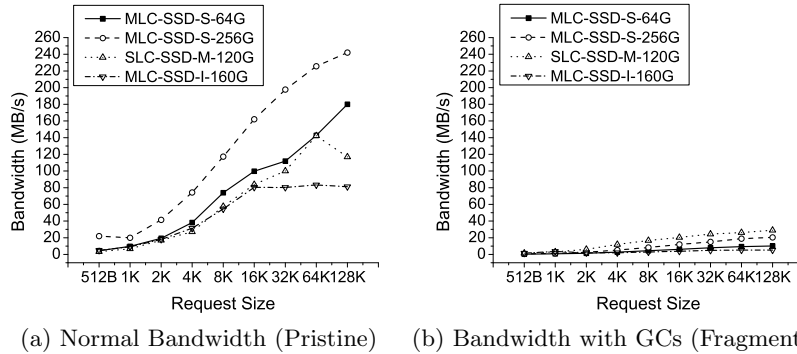 MLC-SSD-S-64G
MLC-SSD-S-256G
SLC-SSD-M-120G
MLC-SSD-I-160G
260
240
220
200
180
160
140
120
100
80
60
40
20
0
Bandwidth (MB/s)
512B 1K 2K 4K 8K 16K 32K 64K 128K
Request Size
(a) Normal Bandwidth (Pristine)
MLC-SSD-S-64G
MLC-SSD-S-256G
SLC-SSD-M-120G
MLC-SSD-I-160G
260
240
220
200
180
160
140
120
100
80
60
40
20
0
Bandwidth (MB/s)
512B 1K 2K 4K 8K 16K 32K 64K 128K
Request Size
(b) Bandwidth with GCs (Fragment